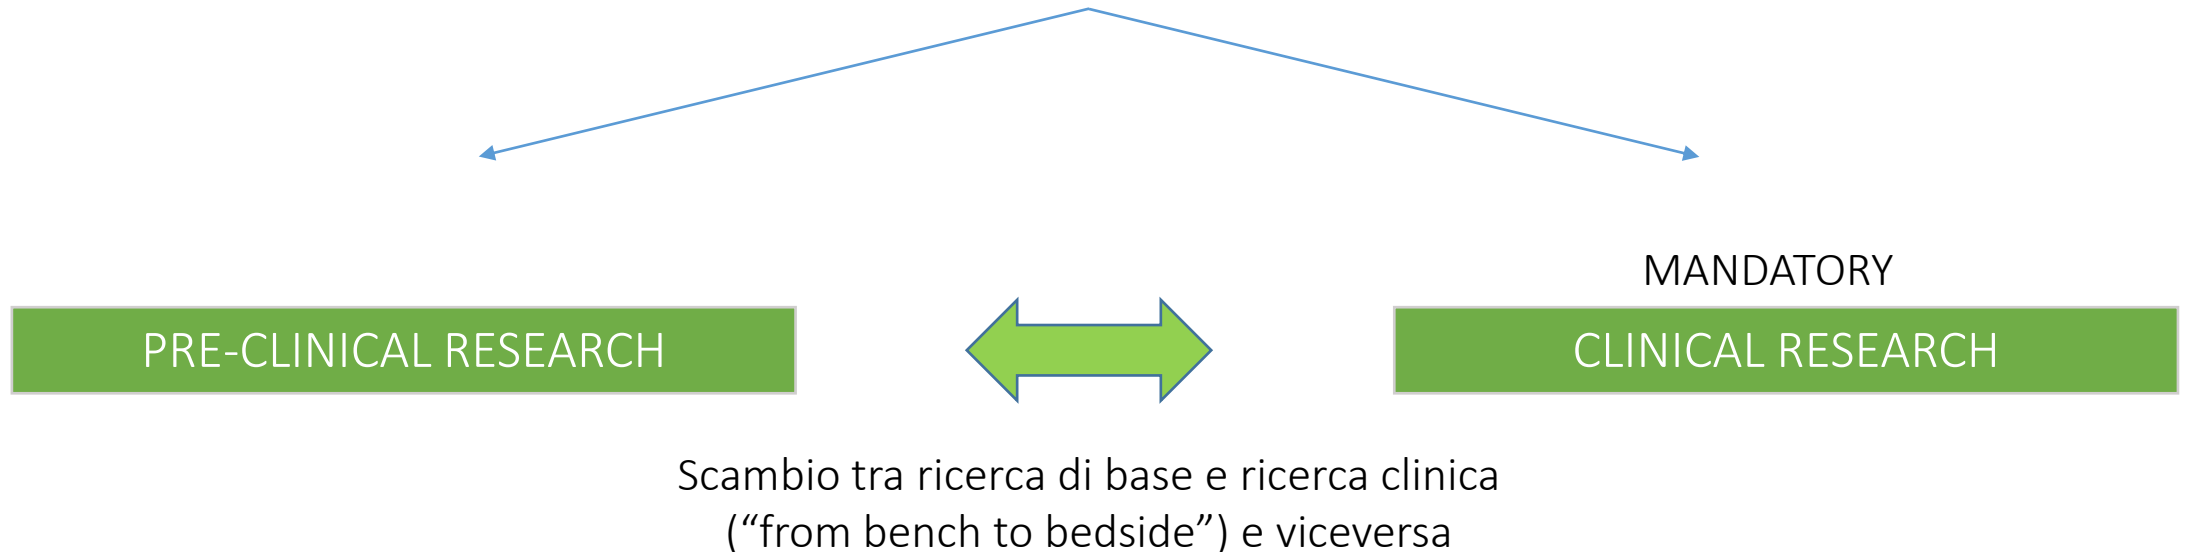 MANDATORY
PRE-CLINICAL RESEARCH
CLINICAL RESEARCH
Scambio tra ricerca di base e ricerca clinica
(“from bench to bedside”) e viceversa